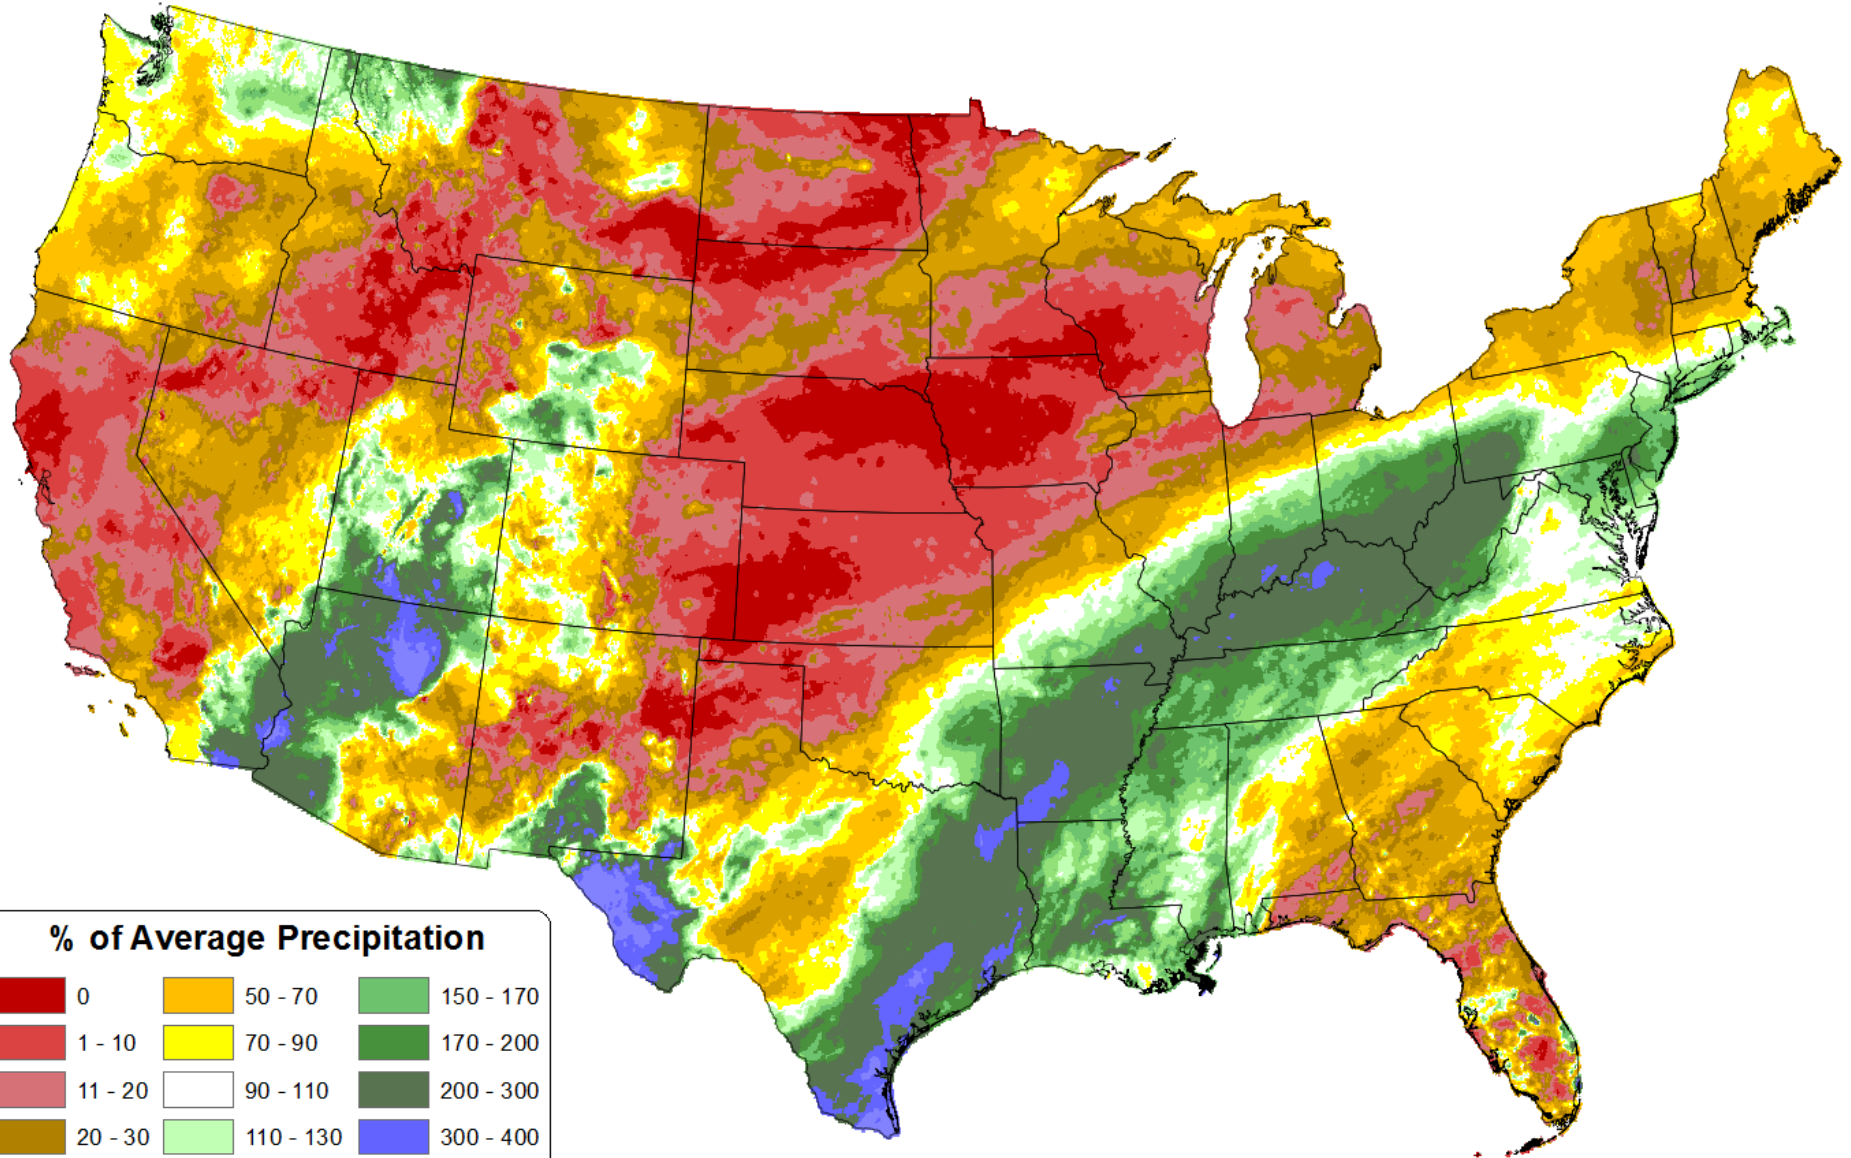 % of Average Precipitation
0 50 - 70 150 - 170
1 - 10 70 - 90 170 - 200
11 - 20 90 - 110 200 - 300
20 - 30 110 - 130 300 - 400